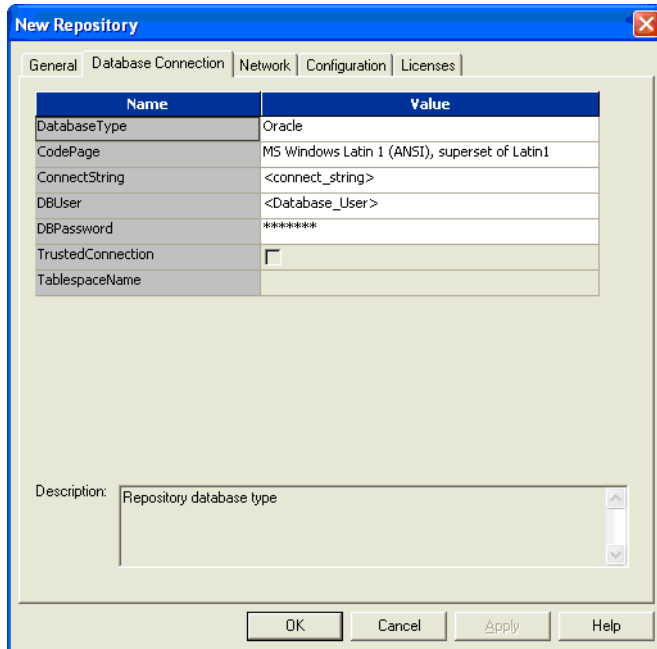 New Repository
General Database Connection Network Configuration Licenses
Name Value
DatabaseType Oracle
CodePage MS Windows Latin 1 (ANSI), superset of Latin1
ConnectString <connect_string>
DBUser <Database_User>
DBPassword *******
TrustedConnection
TablespaceName
Description: Repository database type
OK Cancel Apply Help